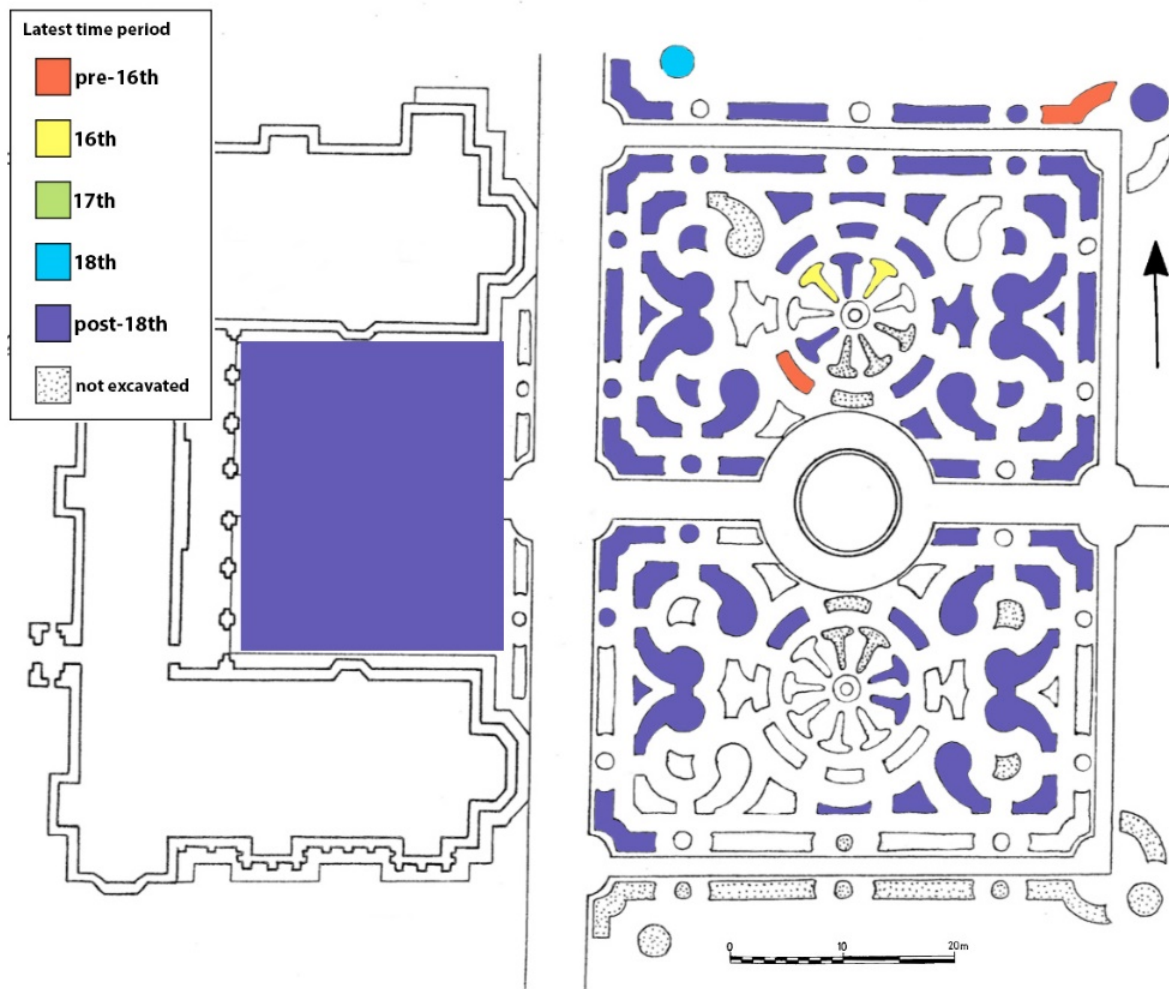 Latest time period
pre-16th
16th
17th
18th
post-18th
not excavated
0 10 20m